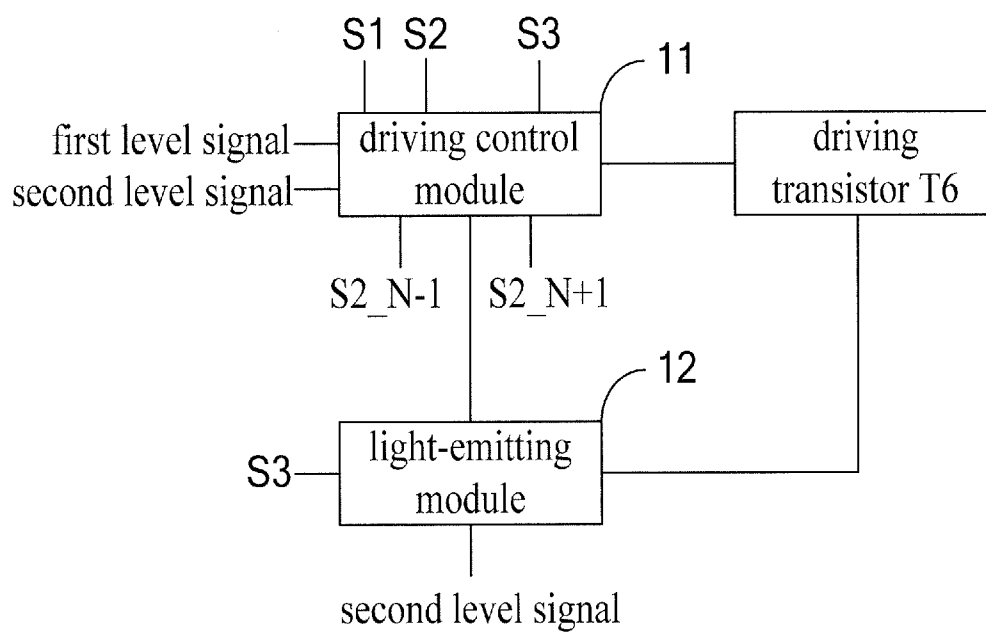 S1 S2 S3
11
first level signal
second level signal
driving control
module
driving
transistor T6
S2_N-1 S2_N+1
12
S3
light-emitting
module
second level signal